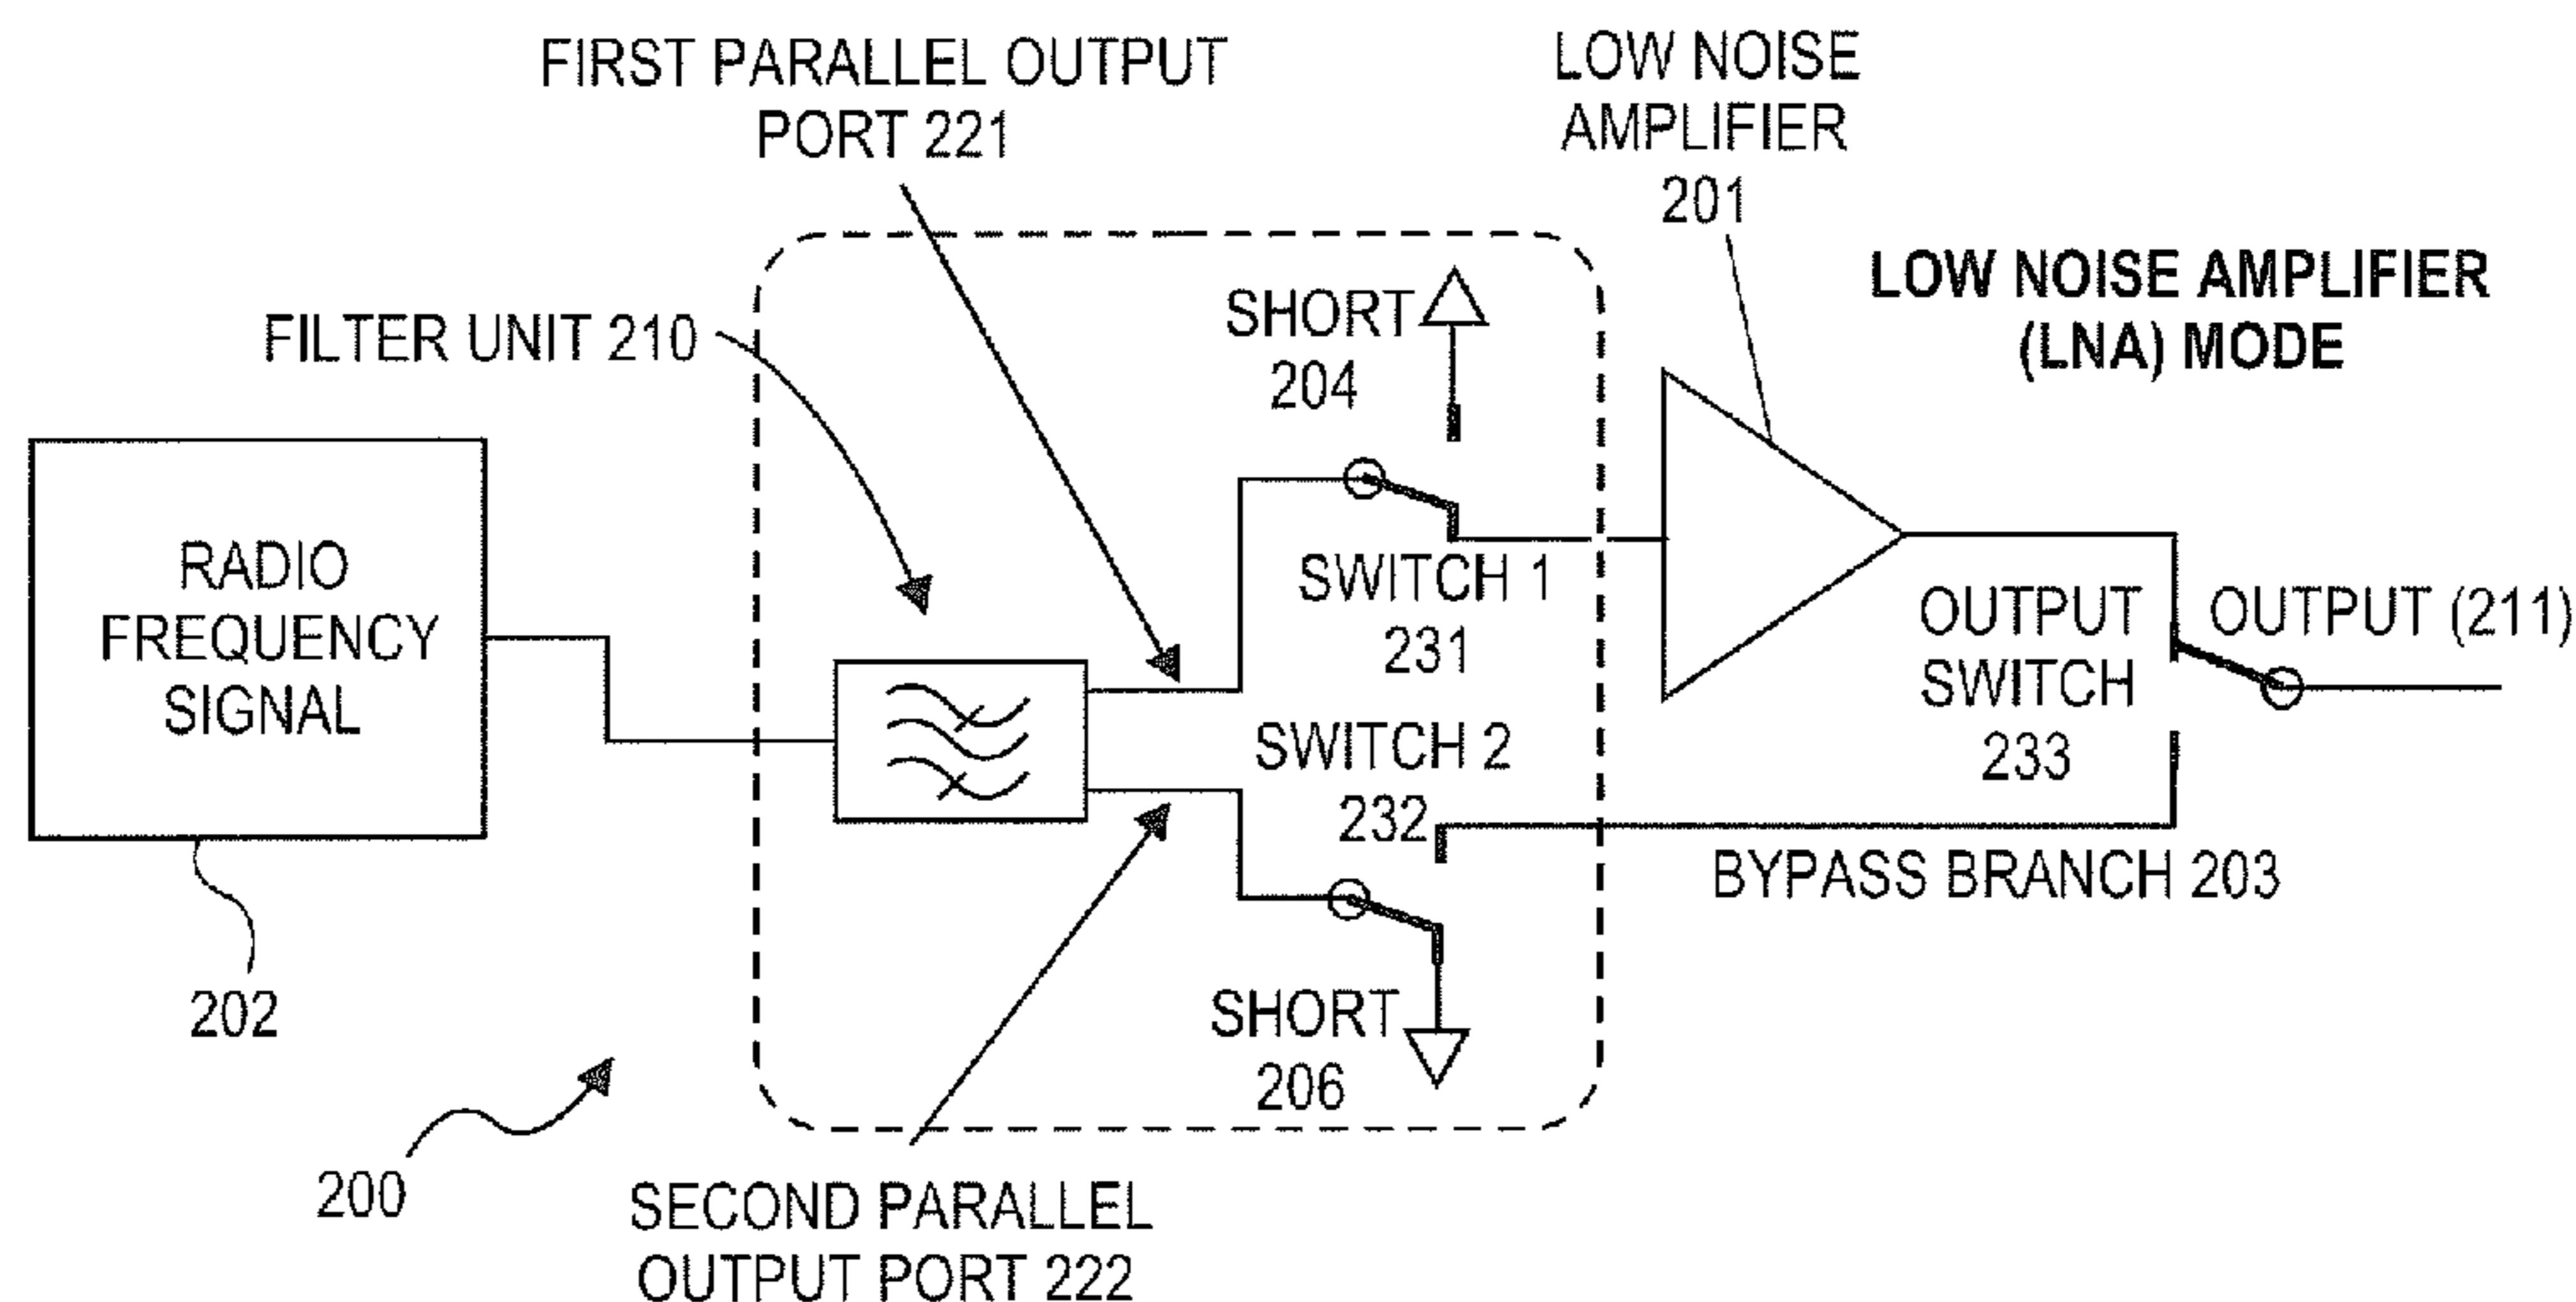 FIRST PARALLEL OUTPUT
PORT 221
LOW NOISE
AMPLIFIER
201
LOW NOISE AMPLIFIER
(LNA) MODE
FILTER UNIT 210
SHORT
204
RADIO
FREQUENCY
SIGNAL
SWITCH 1
231
OUTPUT
SWITCH
233
OUTPUT (211)
SWITCH 2
232
BYPASS BRANCH 203
202
SHORT
206
200
SECOND PARALLEL
OUTPUT PORT 222